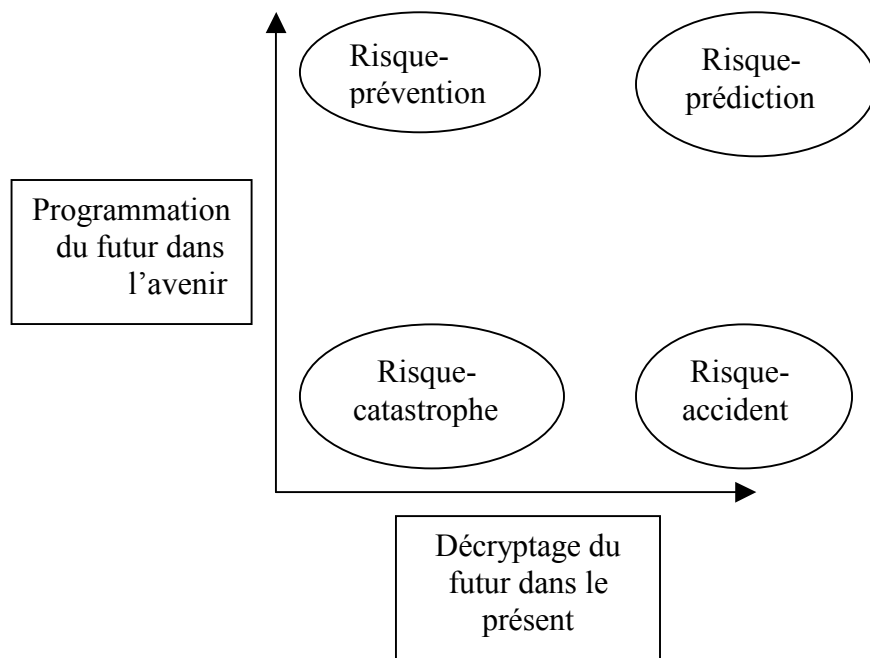 Risque-
prévention
Risque-
prédiction
Programmation
du futur dans
l’avenir
Risque-
catastrophe
Risque-
accident
Décryptage du
futur dans le
présent